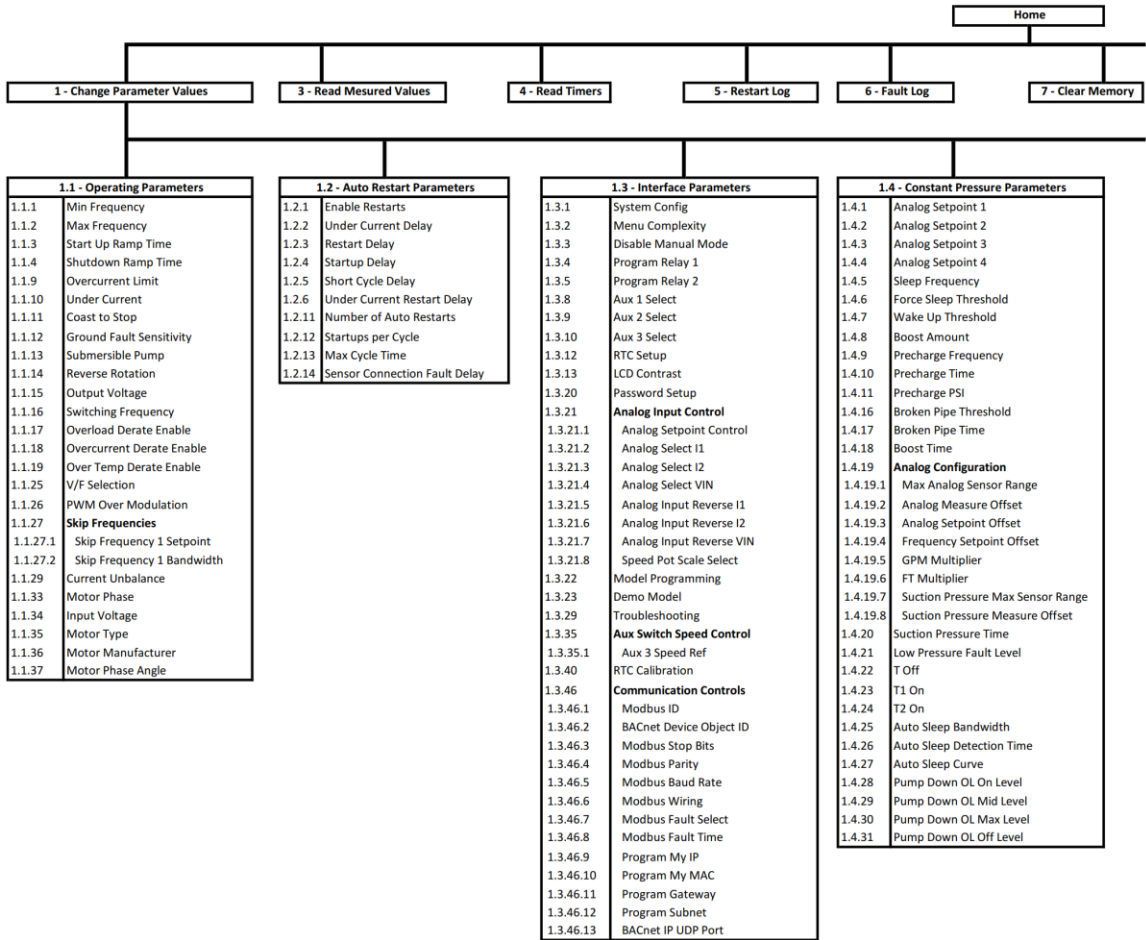 Home
1 - Change Parameter Values
3 - Read Mesured Values
4 - Read Timers
5 - Restart Log
6 - Fault Log
7 - Clear Memory
1.1 - Operating Parameters
1.1.1 Min Frequency
1.1.2 Max Frequency
1.1.3 Start Up Ramp Time
1.1.4 Shutdown Ramp Time
1.1.9 Overcurrent Limit
1.1.10 Under Current
1.1.11 Coast to Stop
1.1.12 Ground Fault Sensitivity
1.1.13 Submersible Pump
1.1.14 Reverse Rotation
1.1.15 Output Voltage
1.1.16 Switching Frequency
1.1.17 Overload Derate Enable
1.1.18 Overcurrent Derate Enable
1.1.19 Over Temp Derate Enable
1.1.25 V/F Selection
1.1.26 PWM Over Modulation
1.1.27 Skip Frequencies
1.1.27.1 Skip Frequency 1 Setpoint
1.1.27.2 Skip Frequency 1 Bandwidth
1.1.29 Current Unbalance
1.1.33 Motor Phase
1.1.34 Input Voltage
1.1.35 Motor Type
1.1.36 Motor Manufacturer
1.1.37 Motor Phase Angle
1.2 - Auto Restart Parameters
1.2.1 Enable Restarts
1.2.2 Under Current Delay
1.2.3 Restart Delay
1.2.4 Startup Delay
1.2.5 Short Cycle Delay
1.2.6 Under Current Restart Delay
1.2.11 Number of Auto Restarts
1.2.12 Startups per Cycle
1.2.13 Max Cycle Time
1.2.14 Sensor Connection Fault Delay
1.3 - Interface Parameters
1.3.1 System Config
1.3.2 Menu Complexity
1.3.3 Disable Manual Mode
1.3.4 Program Relay 1
1.3.5 Program Relay 2
1.3.8 Aux 1 Select
1.3.9 Aux 2 Select
1.3.10 Aux 3 Select
1.3.12 RTC Setup
1.3.13 LCD Contrast
1.3.20 Password Setup
1.3.21 Analog Input Control
1.3.21.1 Analog Setpoint Control
1.3.21.2 Analog Select I1
1.3.21.3 Analog Select I2
1.3.21.4 Analog Select VIN
1.3.21.5 Analog Input Reverse I1
1.3.21.6 Analog Input Reverse I2
1.3.21.7 Analog Input Reverse VIN
1.3.21.8 Speed Pot Scale Select
1.3.22 Model Programming
1.3.23 Demo Model
1.3.29 Troubleshooting
1.3.35 Aux Switch Speed Control
1.3.35.1 Aux 3 Speed Ref
1.3.40 RTC Calibration
1.3.46 Communication Controls
1.3.46.1 Modbus ID
1.3.46.2 BACnet Device Object ID
1.3.46.3 Modbus Stop Bits
1.3.46.4 Modbus Parity
1.3.46.5 Modbus Baud Rate
1.3.46.6 Modbus Wiring
1.3.46.7 Modbus Fault Select
1.3.46.8 Modbus Fault Time
1.3.46.9 Program My IP
1.3.46.10 Program My MAC
1.3.46.11 Program Gateway
1.3.46.12 Program Subnet
1.3.46.13 BACnet IP UDP Port
1.4 - Constant Pressure Parameters
1.4.1 Analog Setpoint 1
1.4.2 Analog Setpoint 2
1.4.3 Analog Setpoint 3
1.4.4 Analog Setpoint 4
1.4.5 Sleep Frequency
1.4.6 Force Sleep Threshold
1.4.7 Wake Up Threshold
1.4.8 Boost Amount
1.4.9 Precharge Frequency
1.4.10 Precharge Time
1.4.11 Precharge PSI
1.4.16 Broken Pipe Threshold
1.4.17 Broken Pipe Time
1.4.18 Boost Time
1.4.19 Analog Configuration
1.4.19.1 Max Analog Sensor Range
1.4.19.2 Analog Measure Offset
1.4.19.3 Analog Setpoint Offset
1.4.19.4 Frequency Setpoint Offset
1.4.19.5 GPM Multiplier
1.4.19.6 FT Multiplier
1.4.19.7 Suction Pressure Max Sensor Range
1.4.19.8 Suction Pressure Measure Offset
1.4.20 Suction Pressure Time
1.4.21 Low Pressure Fault Level
1.4.22 T Off
1.4.23 T1 On
1.4.24 T2 On
1.4.25 Auto Sleep Bandwidth
1.4.26 Auto Sleep Detection Time
1.4.27 Auto Sleep Curve
1.4.28 Pump Down OL On Level
1.4.29 Pump Down OL Mid Level
1.4.30 Pump Down OL Max Level
1.4.31 Pump Down OL Off Level